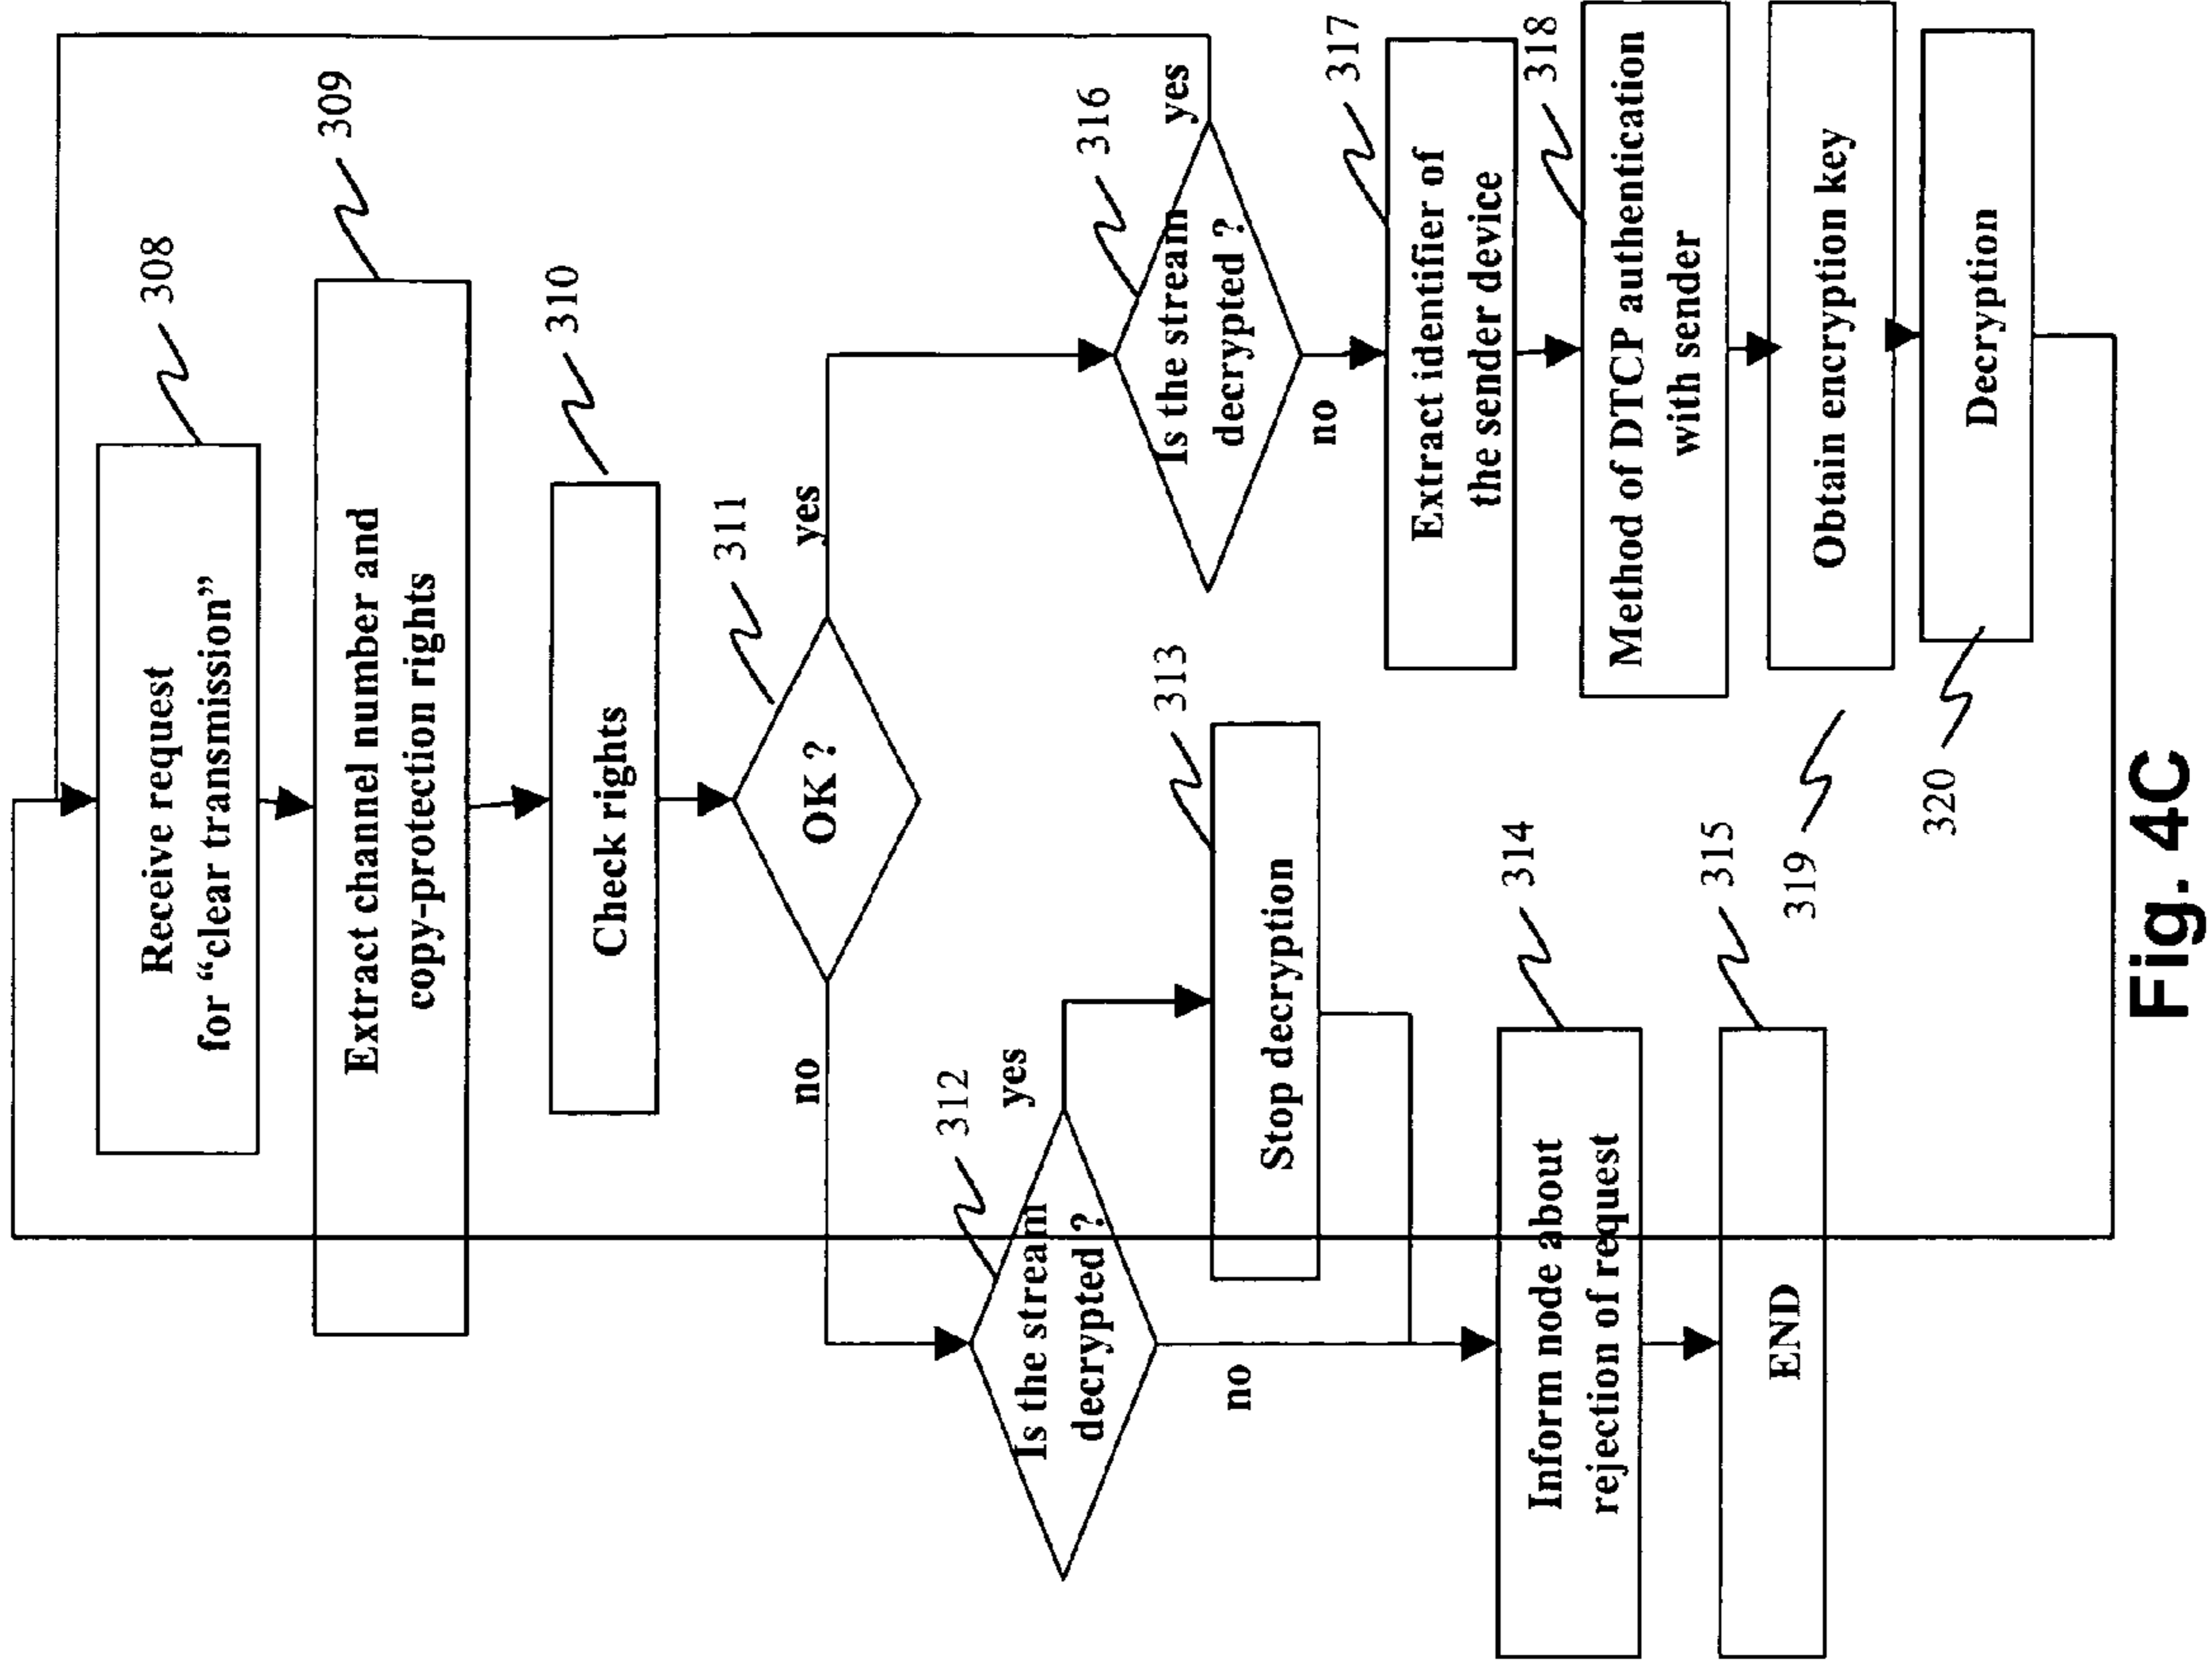 Receive request
for “clear transmission”
308
Extract channel number and
copy-protection rights
309
Check rights
310
OK ?
311
no
yes
Is the stream
decrypted ?
312
yes
no
Stop decryption
313
Inform node about
rejection of request
314
END
315
Is the stream
decrypted ?
316
yes
no
Extract identifier of
the sender device
317
Method of DTCP authentication
with sender
318
Obtain encryption key
319
Decryption
320
Fig. 4C